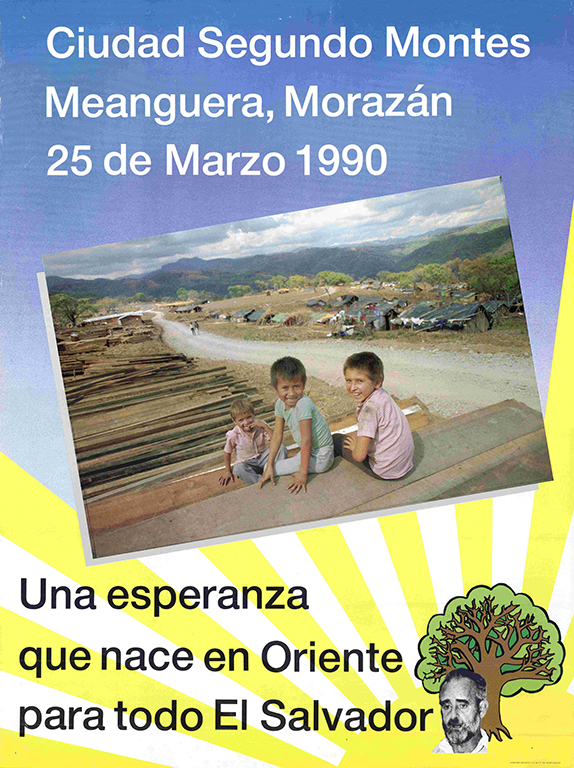 Ciudad Segundo Montes
Meanguera, Morazán
25 de Marzo 1990
Una esperanza
que nace en Oriente
para todo El Salvador